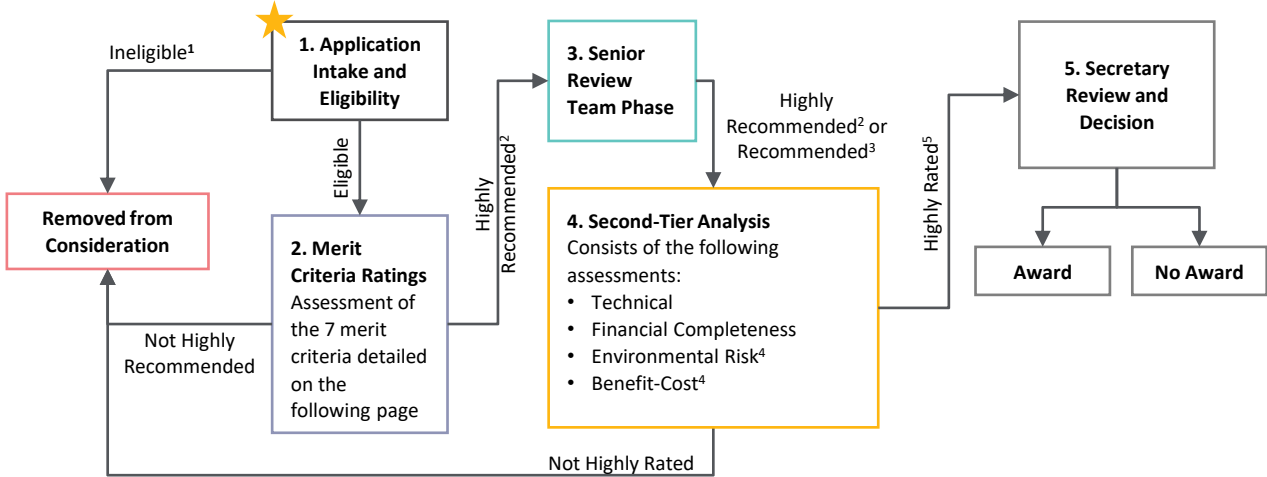 Ineligible¹
1. Application
Intake and
Eligibility
Eligible
Removed from
Consideration
2. Merit
Criteria Ratings
Assessment of
the 7 merit
criteria detailed
on the
following page
Not Highly
Recommended
Highly
Recommended²
3. Senior
Review
Team Phase
Highly
Recommended² or
Recommended³
4. Second-Tier Analysis
Consists of the following
assessments:
• Technical
• Financial Completeness
• Environmental Risk⁴
• Benefit-Cost⁴
Not Highly Rated
Highly Rated⁵
5. Secretary
Review and
Decision
Award
No Award